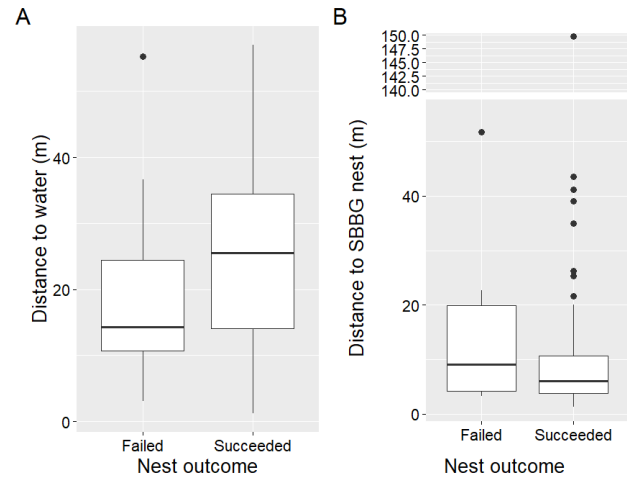 A
Distance to water (m)
40
20
0
Failed Succeeded
Nest outcome
B
Distance to SBBG nest (m)
150.0
147.5
145.0
142.5
140.0
40
20
0
Failed Succeeded
Nest outcome